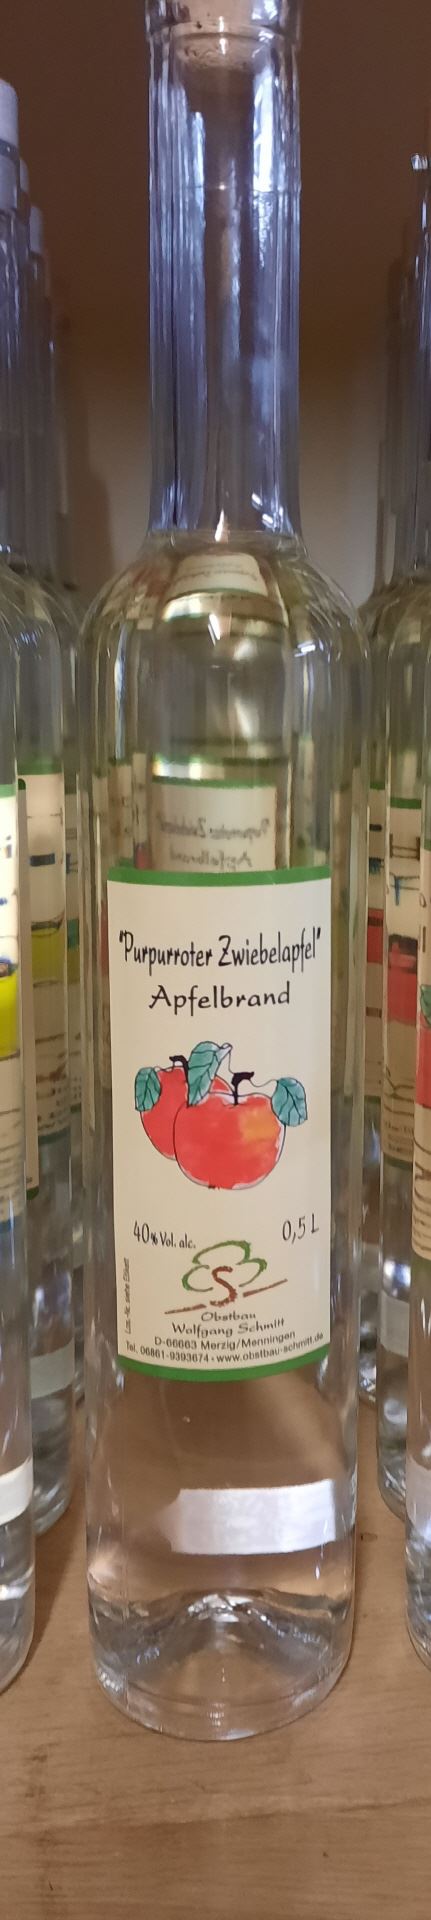 "Purpurroter Zwiebelapfel"
Apfelbrand
40% Vol. alc.
0,5 L
S
Obstbau
Wolfgang Schmitt
D-66663 Merzig/Menningen
Tel. 06861-9393674 · www.obstbau-schmitt.de